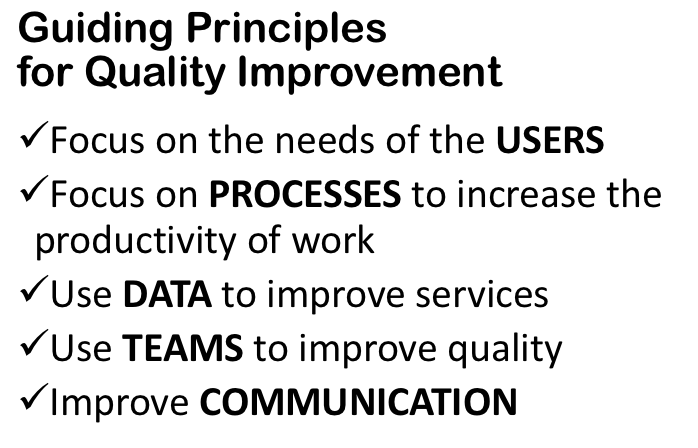 Guiding Principles
for Quality Improvement
✓Focus on the needs of the USERS
✓Focus on PROCESSES to increase the
productivity of work
✓Use DATA to improve services
✓Use TEAMS to improve quality
✓Improve COMMUNICATION